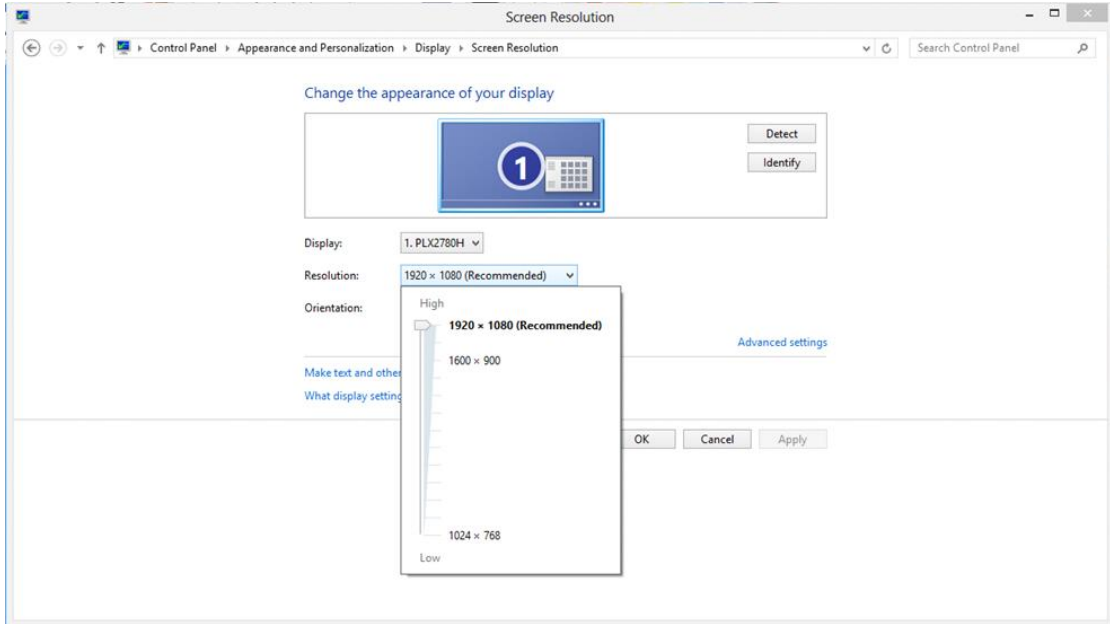 Screen Resolution
Control Panel Appearance and Personalization Display Screen Resolution Search Control Panel
Change the appearance of your display
1
Detect
Identify
Display: 1. PLX2780H
Resolution: 1920 × 1080 (Recommended)
Orientation:
High
1920 × 1080 (Recommended)
Advanced settings
1600 × 900
Make text and other
What display setting
OK Cancel Apply
1024 × 768
Low